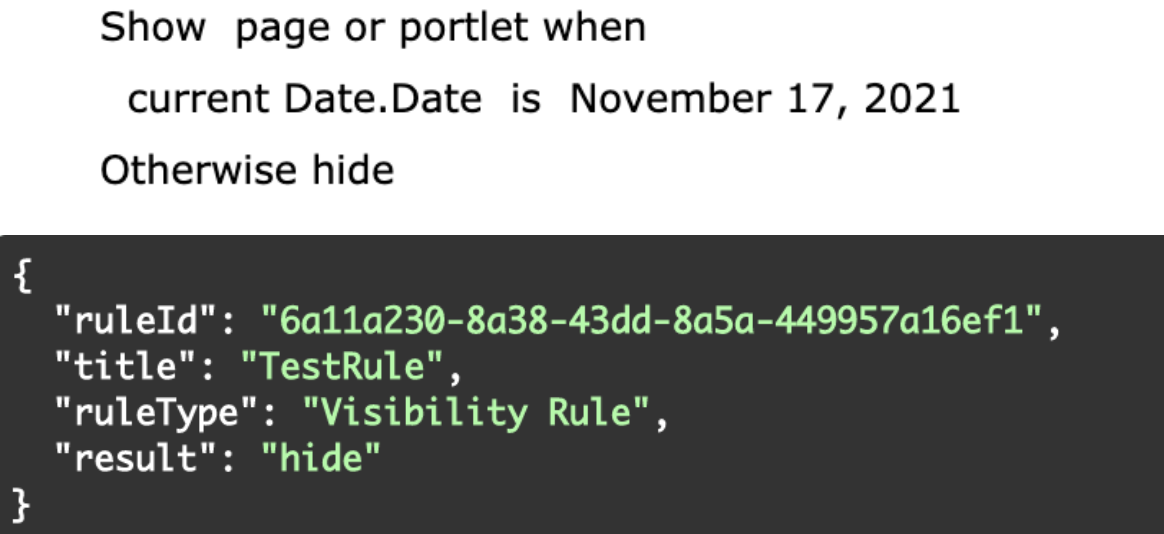 Show page or portlet when
current Date.Date is November 17, 2021
Otherwise hide
{
"ruleId": "6a11a230-8a38-43dd-8a5a-449957a16ef1",
"title": "TestRule",
"ruleType": "Visibility Rule",
"result": "hide"
}